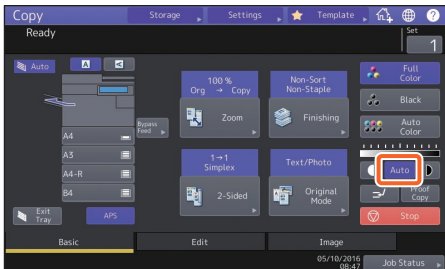 Copy
Storage
Settings
Template
Ready
Set
1
Auto
A
A
100 %
Org → Copy
Non-Sort
Non-Staple
Full
Color
Zoom
Finishing
Black
Bypass
Feed
A4
Auto
Color
A3
1→1
Simplex
Text/Photo
A4-R
Auto
B4
2-Sided
Original
Mode
Proof
Copy
Exit
Tray
APS
Stop
Basic
Edit
Image
05/10/2016
08:47
Job Status